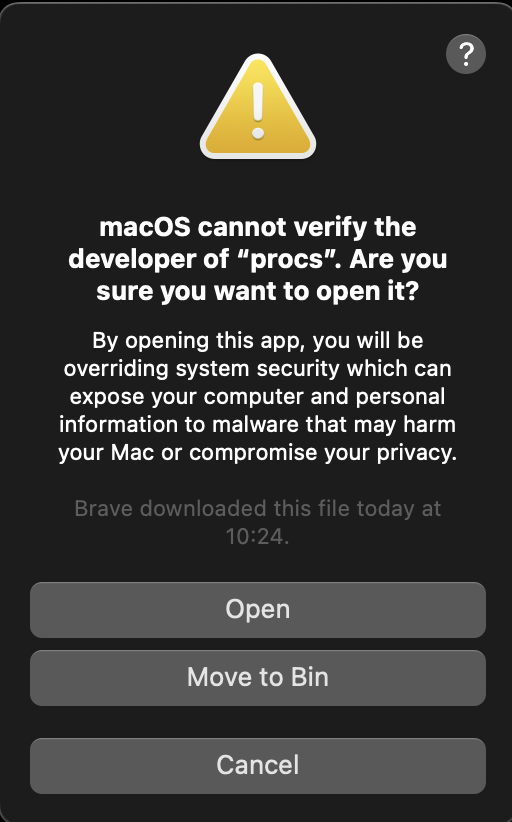 ?
macOS cannot verify the
developer of “procs”. Are you
sure you want to open it?
By opening this app, you will be
overriding system security which can
expose your computer and personal
information to malware that may harm
your Mac or compromise your privacy.
Brave downloaded this file today at
10:24.
Open
Move to Bin
Cancel